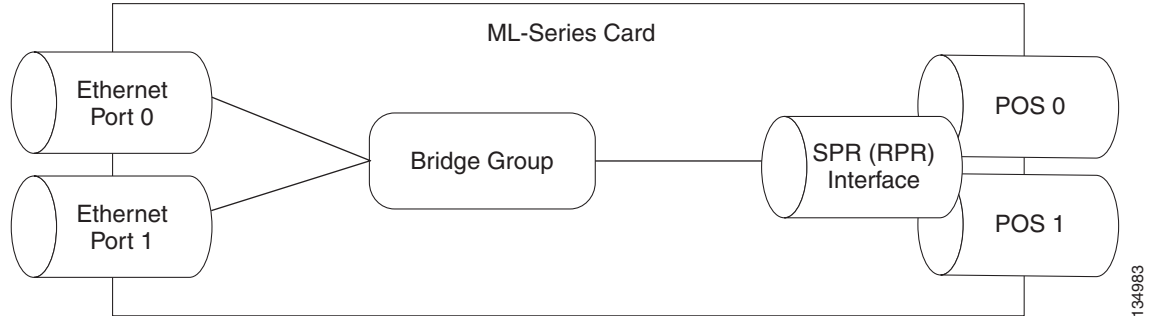 ML-Series Card
Ethernet
Port 0
Ethernet
Port 1
Bridge Group
SPR (RPR)
Interface
POS 0
POS 1
134983